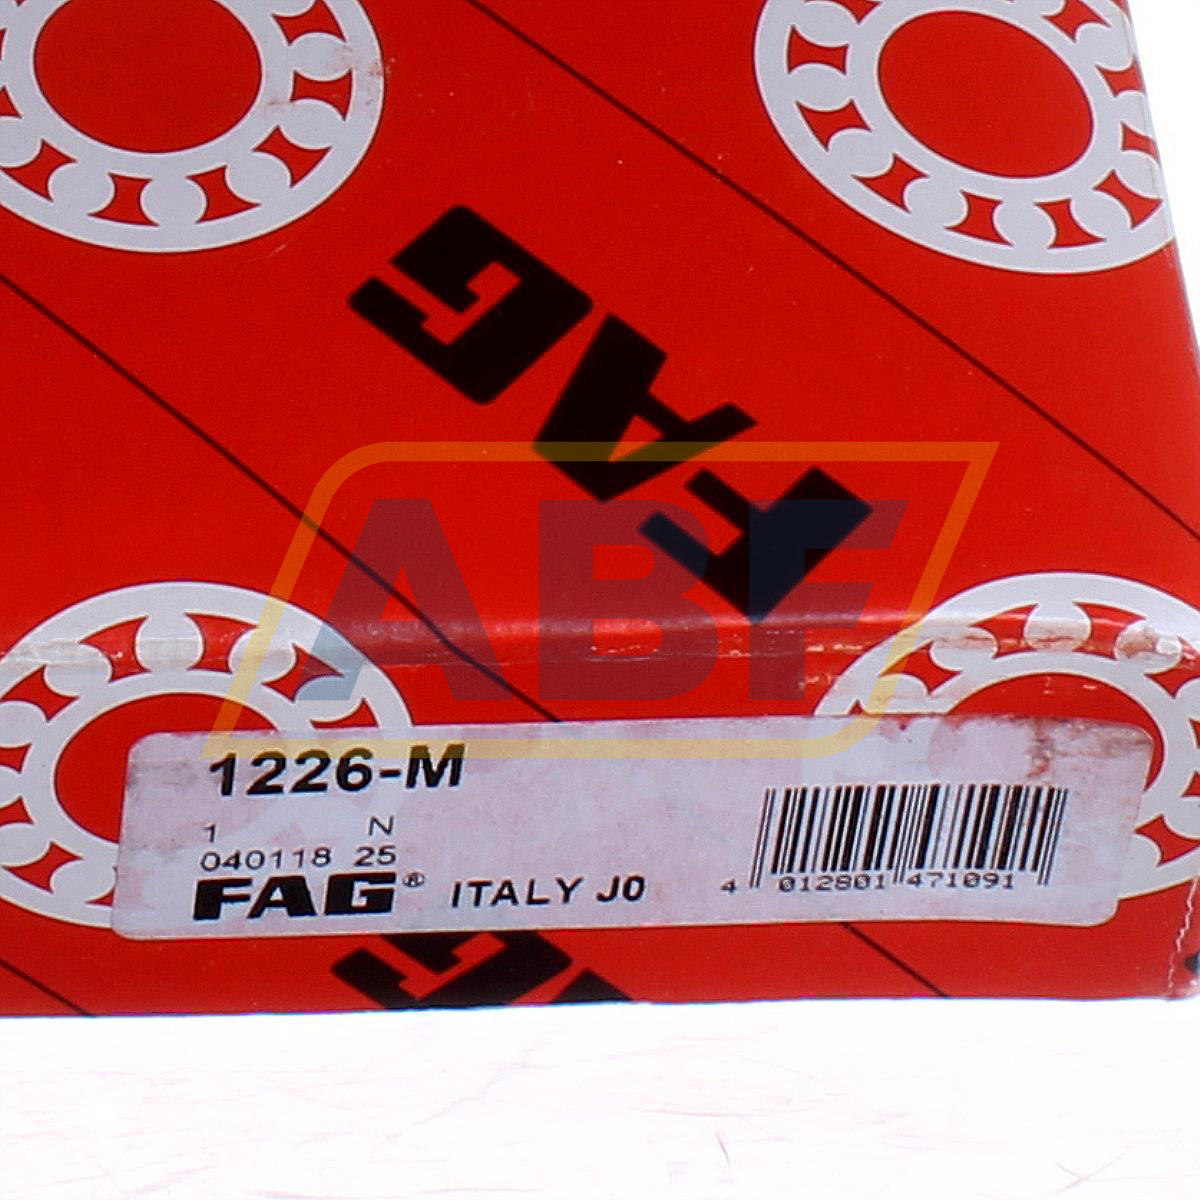 FAG
ABF
1226-M
1 N
040118 25
FAG® ITALY J0
4 012801 471091